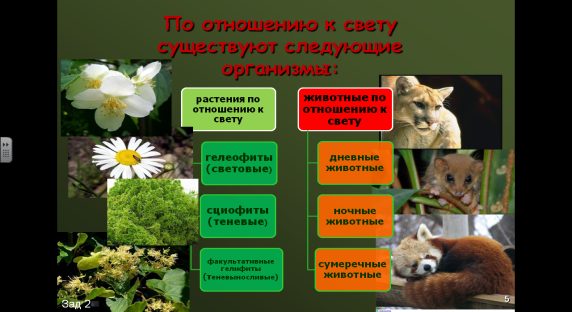 По отношению к свету
существуют следующие
организмы:
растения по
отношению к
свету
животные по
отношению к
свету
гелеофиты
(световые)
дневные
животные
сциофиты
(теневые)
ночные
животные
факультативные
гелифиты
(Теневыносливые)
сумеречные
животные
Зад 2
5